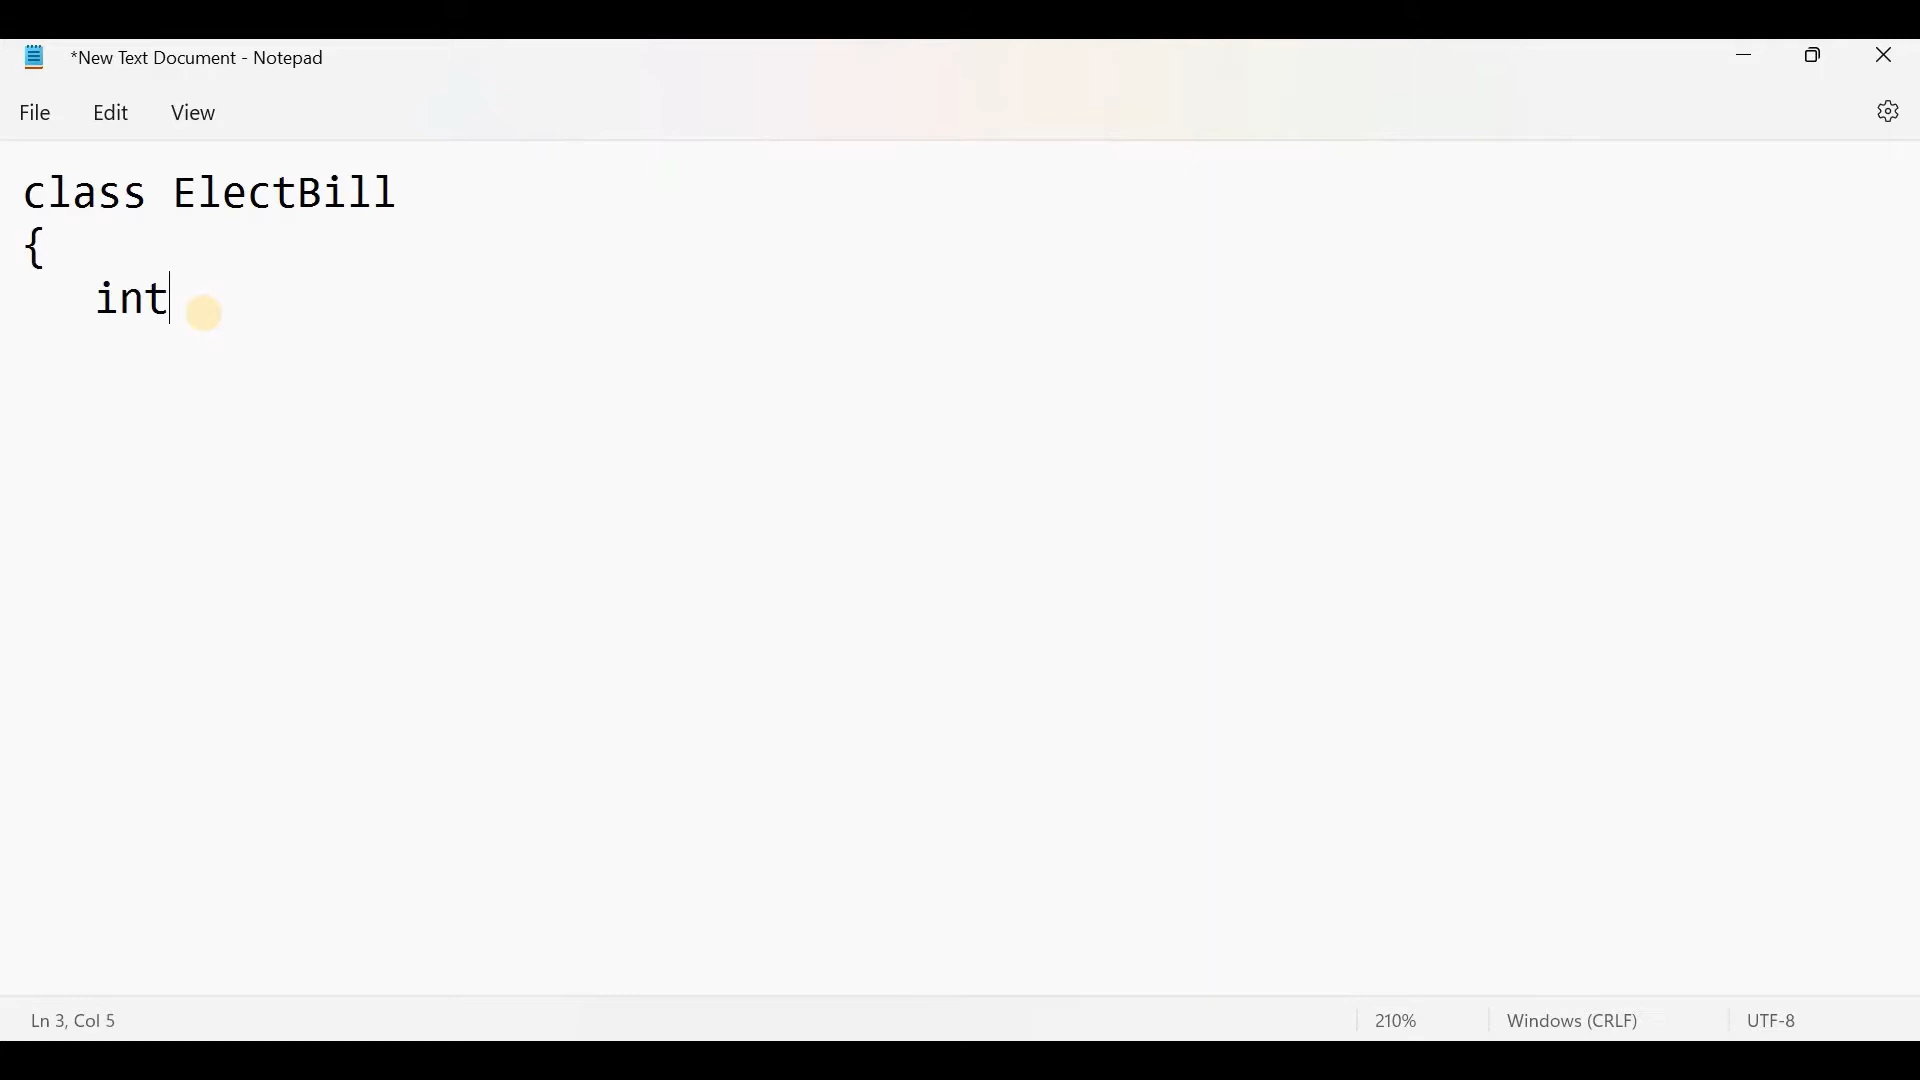 *New Text Document - Notepad
File Edit View
class ElectBill
{
int
Ln 3, Col 5 210% Windows (CRLF) UTF-8